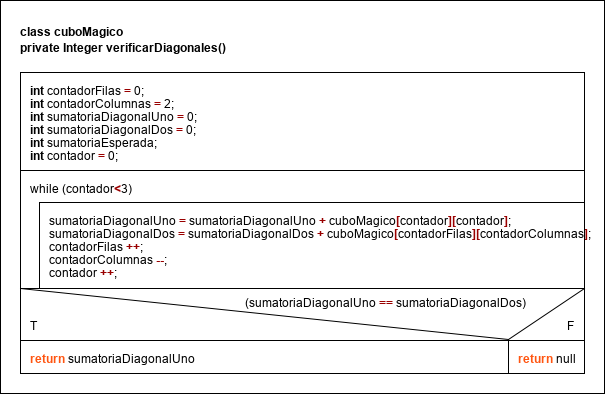 class cuboMagico
private Integer verificarDiagonales()
int contadorFilas = 0;
int contadorColumnas = 2;
int sumatoriaDiagonalUno = 0;
int sumatoriaDiagonalDos = 0;
int sumatoriaEsperada;
int contador = 0;
while (contador<3)
sumatoriaDiagonalUno = sumatoriaDiagonalUno + cuboMagico[contador][contador];
sumatoriaDiagonalDos = sumatoriaDiagonalDos + cuboMagico[contadorFilas][contadorColumnas];
contadorFilas ++;
contadorColumnas --;
contador ++;
(sumatoriaDiagonalUno == sumatoriaDiagonalDos)
T F
return sumatoriaDiagonalUno return null